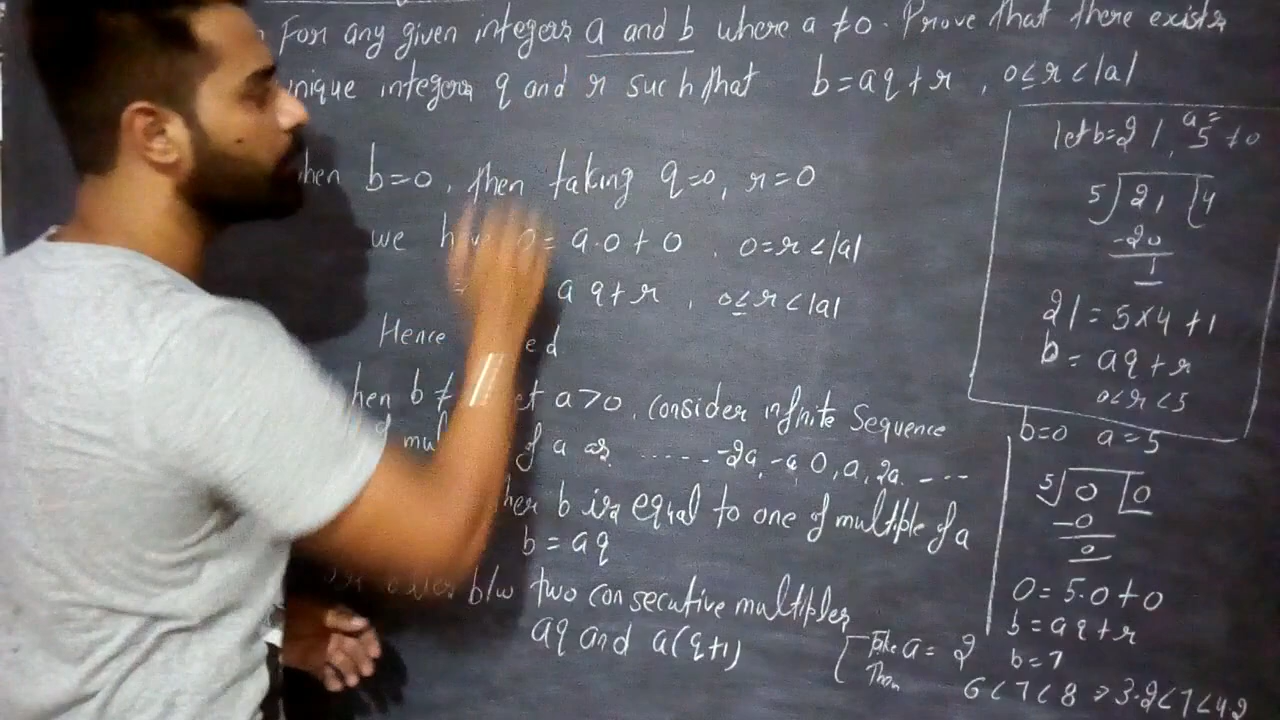 For any given integers a and b where a ≠ 0. Prove that there exists
unique integers q and r such that b = aq + r , 0 ≤ r < |a|
when b = 0 , then taking q = 0, r = 0
we have 0 = a.0 + 0 , 0 = r < |a|
a q + r , 0 ≤ r < |a|
Hence
when b ≠ a > 0, consider infinite sequence
of a as ...... -2a, -a, 0, a, 2a. ---
b is equal to one of multiple of a
b = aq
b/w two consecutive multiples
aq and a(q+1)
let b = 21, a = 5 ≠ 0
5) 21 (4
-20
1
21 = 5×4 + 1
b = aq + r
0 < r < 5
b=0 a = 5
5) 0 (0
-0
0
0 = 5.0 + 0
b = aq + r
Take a = 2 b = 7
Then 6 < 7 < 8 ⇒ 3.2 < 7 < 4.2